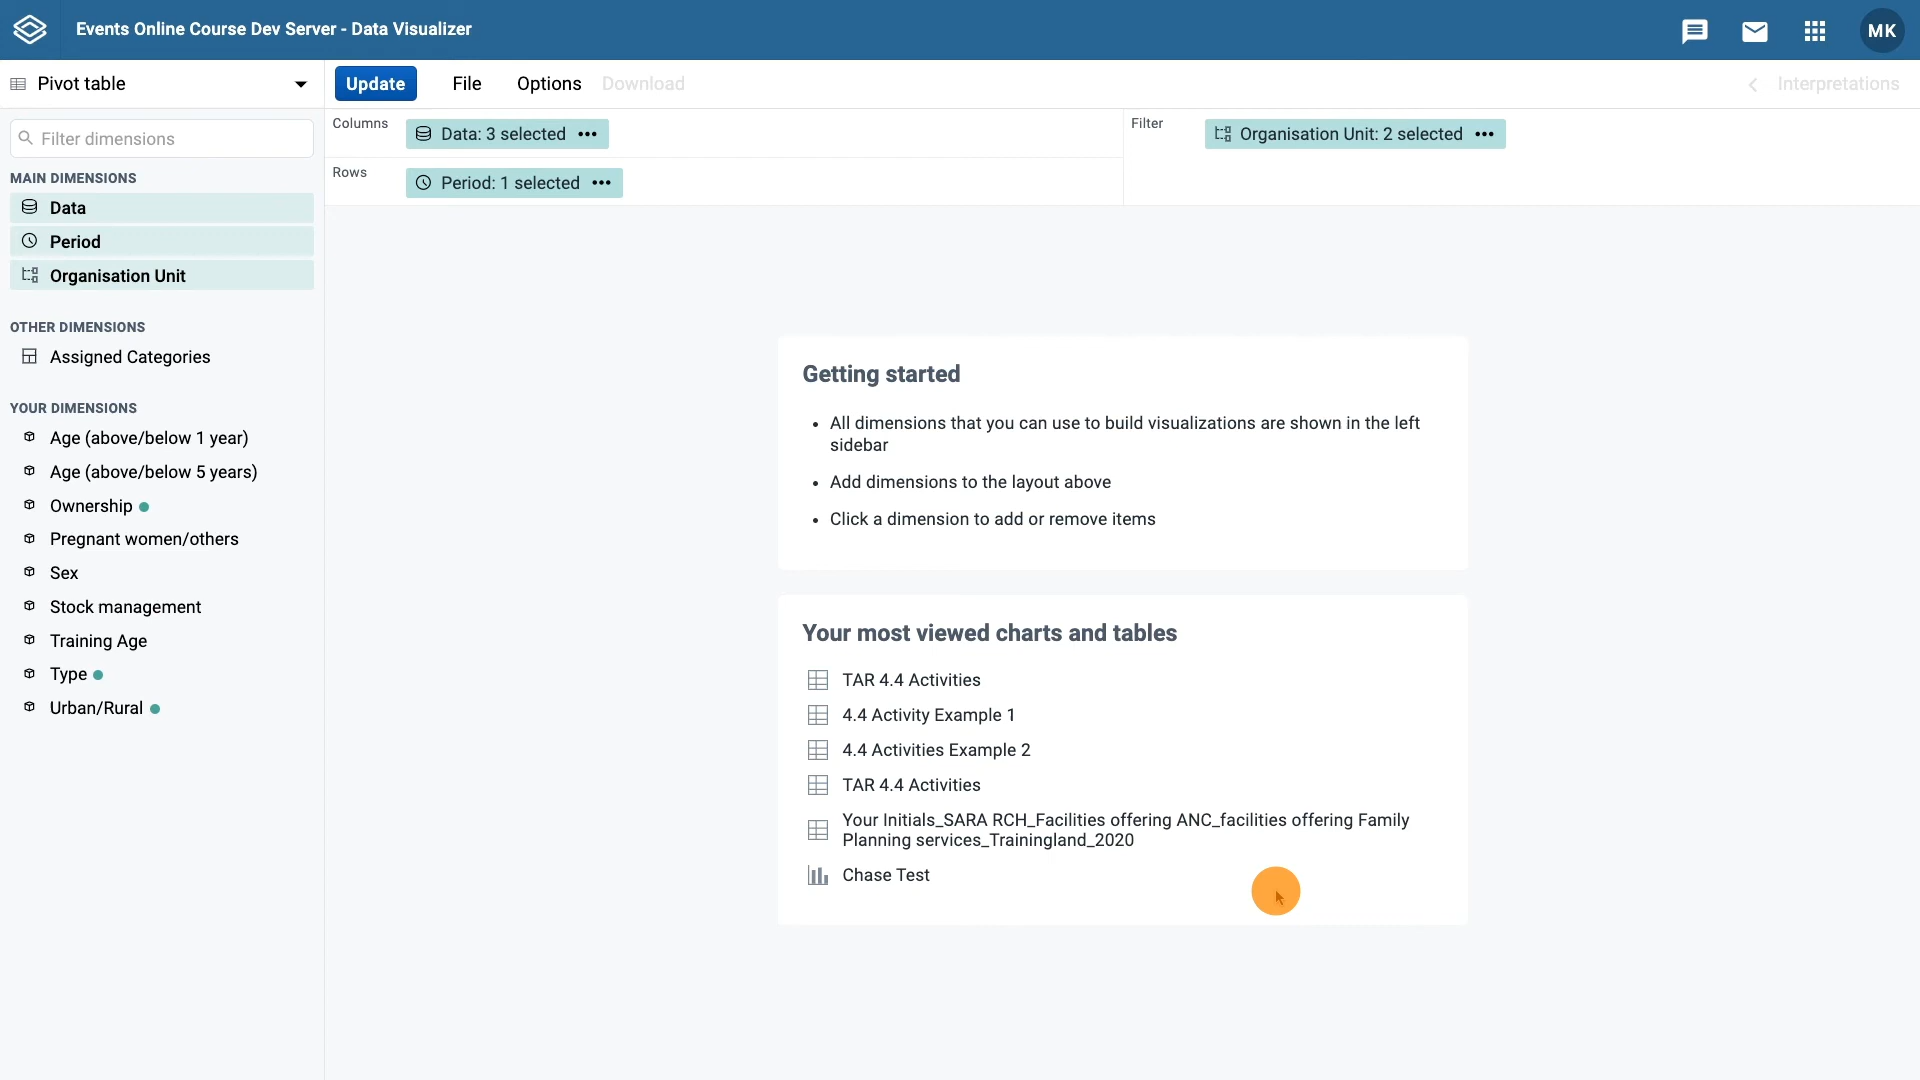 Events Online Course Dev Server - Data Visualizer
MK
Pivot table
Update
File
Options
Download
Interpretations
Filter dimensions
MAIN DIMENSIONS
Data
Period
Organisation Unit
OTHER DIMENSIONS
Assigned Categories
YOUR DIMENSIONS
Age (above/below 1 year)
Age (above/below 5 years)
Ownership
Pregnant women/others
Sex
Stock management
Training Age
Type
Urban/Rural
Columns
Data: 3 selected
Rows
Period: 1 selected
Filter
Organisation Unit: 2 selected
Getting started
All dimensions that you can use to build visualizations are shown in the left
sidebar
Add dimensions to the layout above
Click a dimension to add or remove items
Your most viewed charts and tables
TAR 4.4 Activities
4.4 Activity Example 1
4.4 Activities Example 2
TAR 4.4 Activities
Your Initials_SARA RCH_Facilities offering ANC_facilities offering Family
Planning services_Trainingland_2020
Chase Test